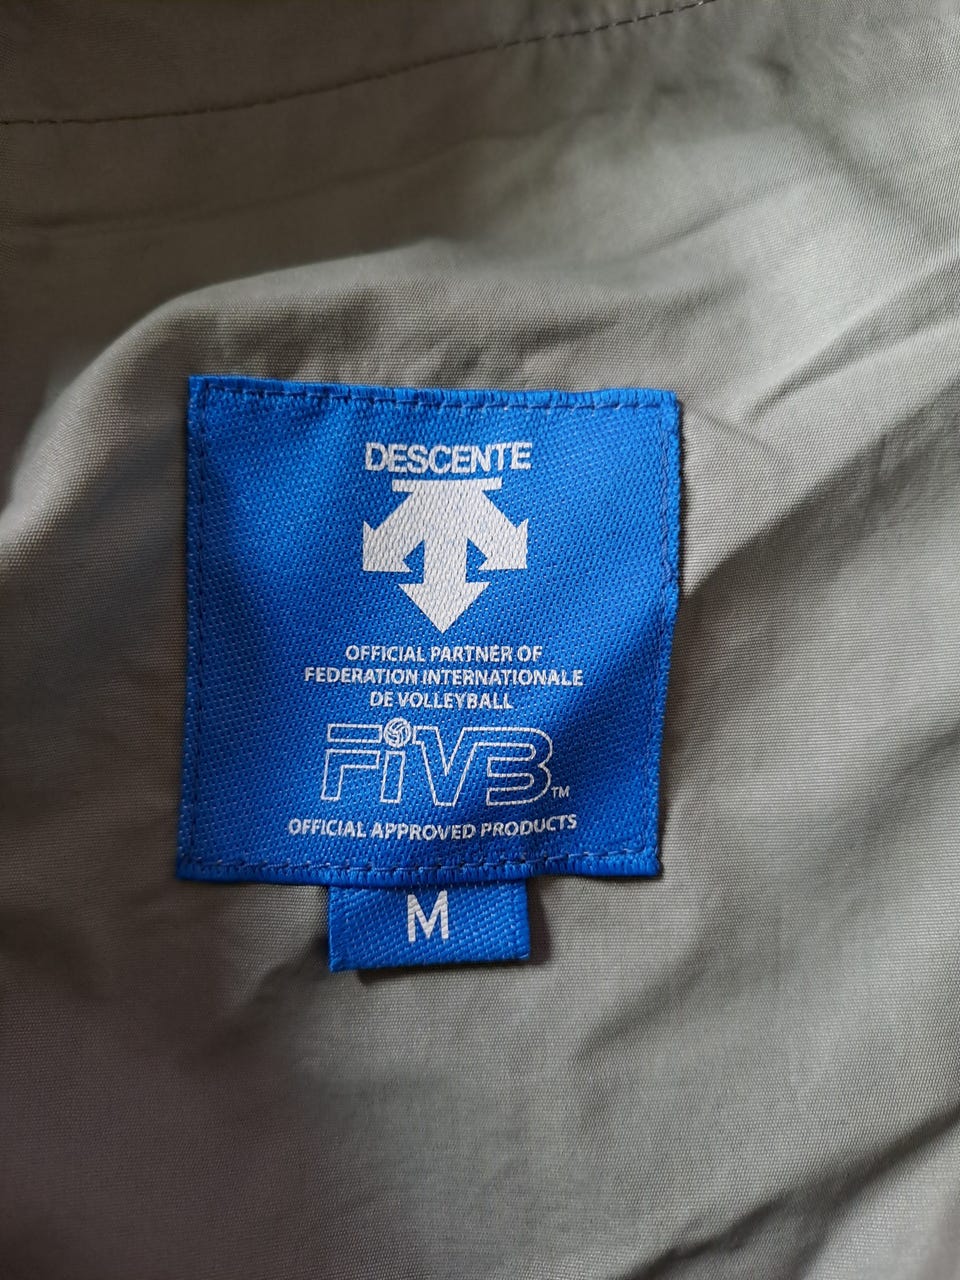 DESCENTE
OFFICIAL PARTNER OF
FEDERATION INTERNATIONALE
DE VOLLEYBALL
FiVB™
OFFICIAL APPROVED PRODUCTS
M